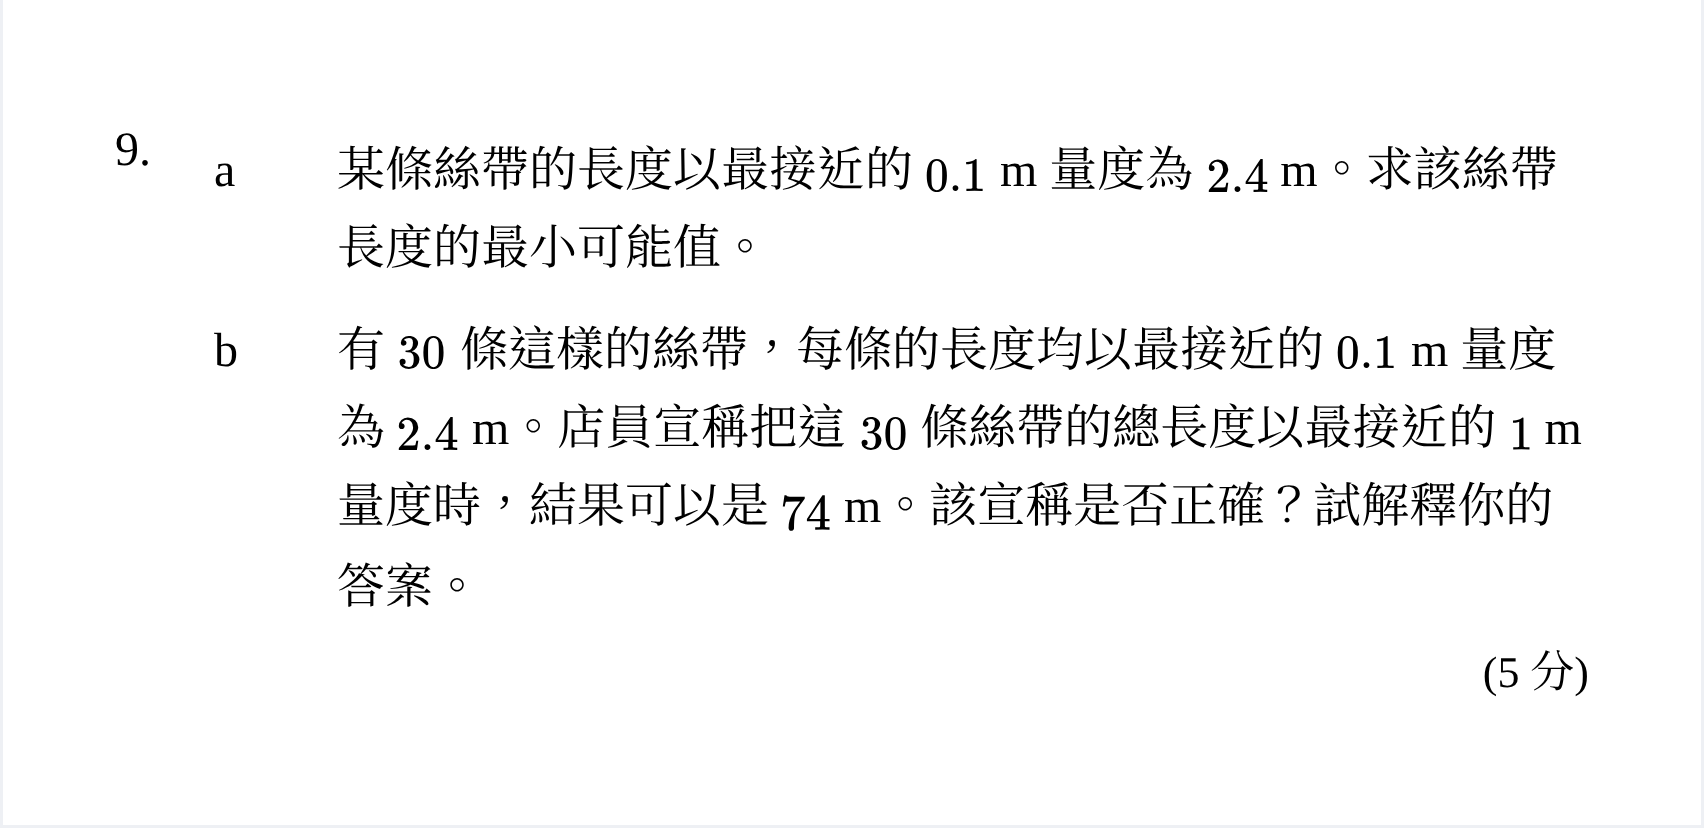 9. a 某條絲帶的長度以最接近的 0.1 m 量度為 2.4 m。求該絲帶
長度的最小可能值。
b 有 30 條這樣的絲帶，每條的長度均以最接近的 0.1 m 量度
為 2.4 m。店員宣稱把這 30 條絲帶的總長度以最接近的 1 m
量度時，結果可以是 74 m。該宣稱是否正確？試解釋你的
答案。
(5 分)